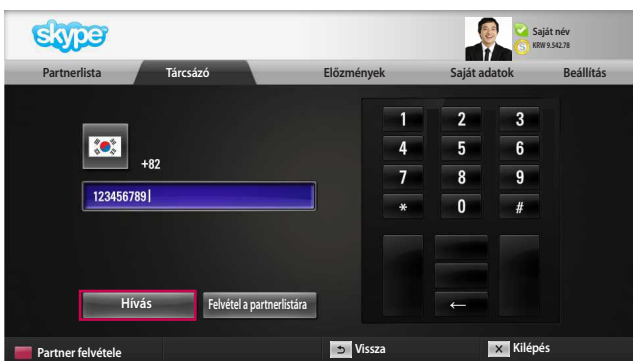 skype
Saját név
KRW 9.542.78
Partnerlista Tárcsázó Előzmények Saját adatok Beállítás
1 2 3
+82
4 5 6
7 8 9
123456789
* 0 #
Hívás Felvétel a partnerlistára
←
Partner felvétele Vissza Kilépés